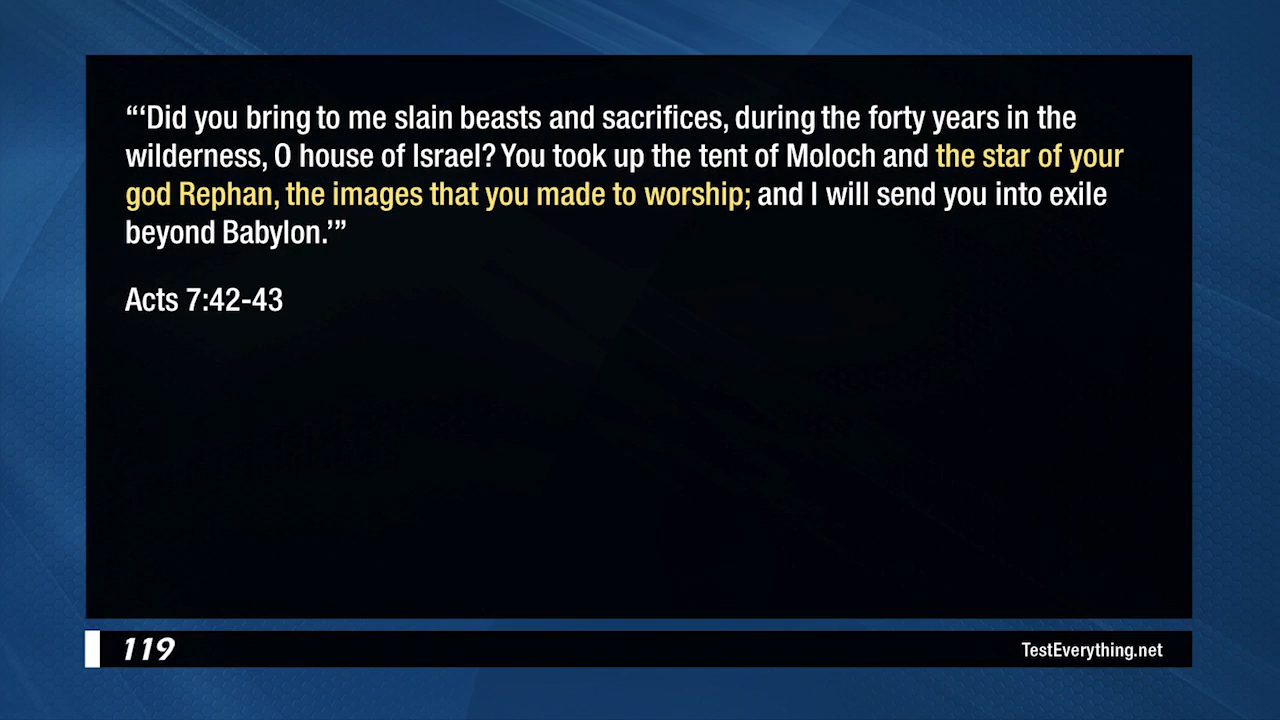 “‘Did you bring to me slain beasts and sacrifices, during the forty years in the
wilderness, O house of Israel? You took up the tent of Moloch and the star of your
god Rephan, the images that you made to worship; and I will send you into exile
beyond Babylon.’”
Acts 7:42-43
119
TestEverything.net